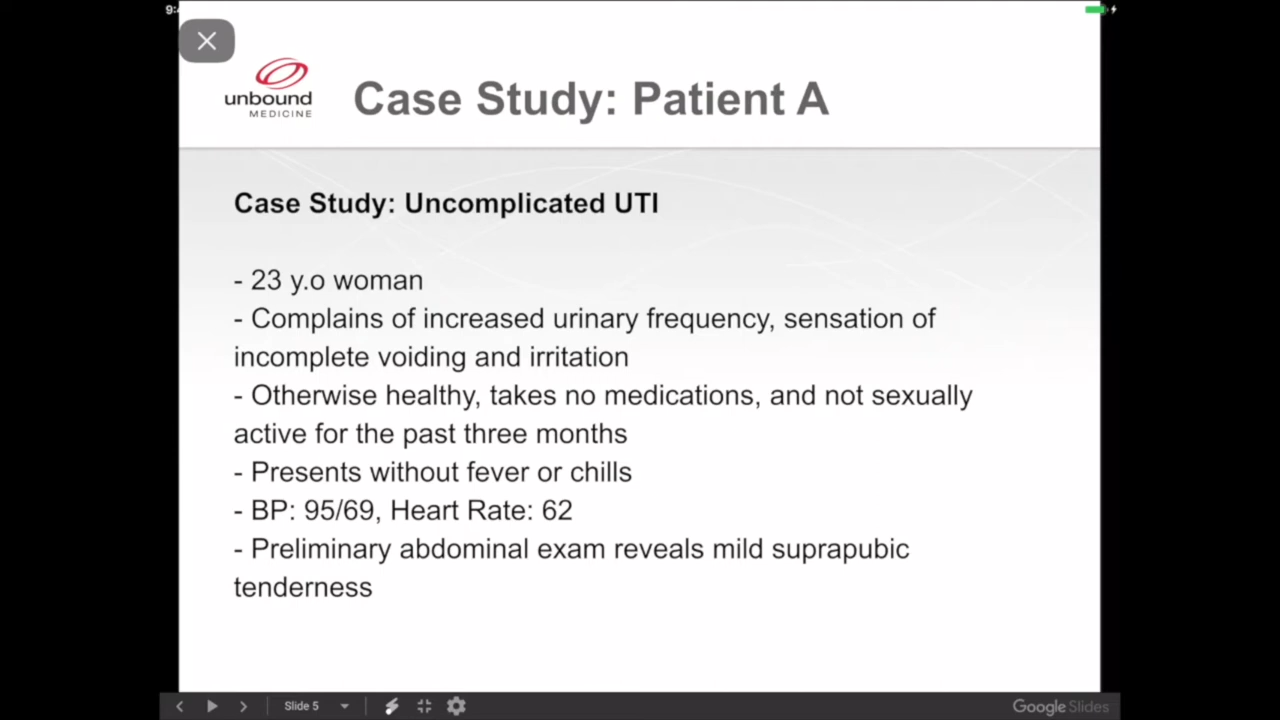 9:
unbound
MEDICINE
Case Study: Patient A
Case Study: Uncomplicated UTI
- 23 y.o woman
- Complains of increased urinary frequency, sensation of
incomplete voiding and irritation
- Otherwise healthy, takes no medications, and not sexually
active for the past three months
- Presents without fever or chills
- BP: 95/69, Heart Rate: 62
- Preliminary abdominal exam reveals mild suprapubic
tenderness
Slide 5
Google Slides